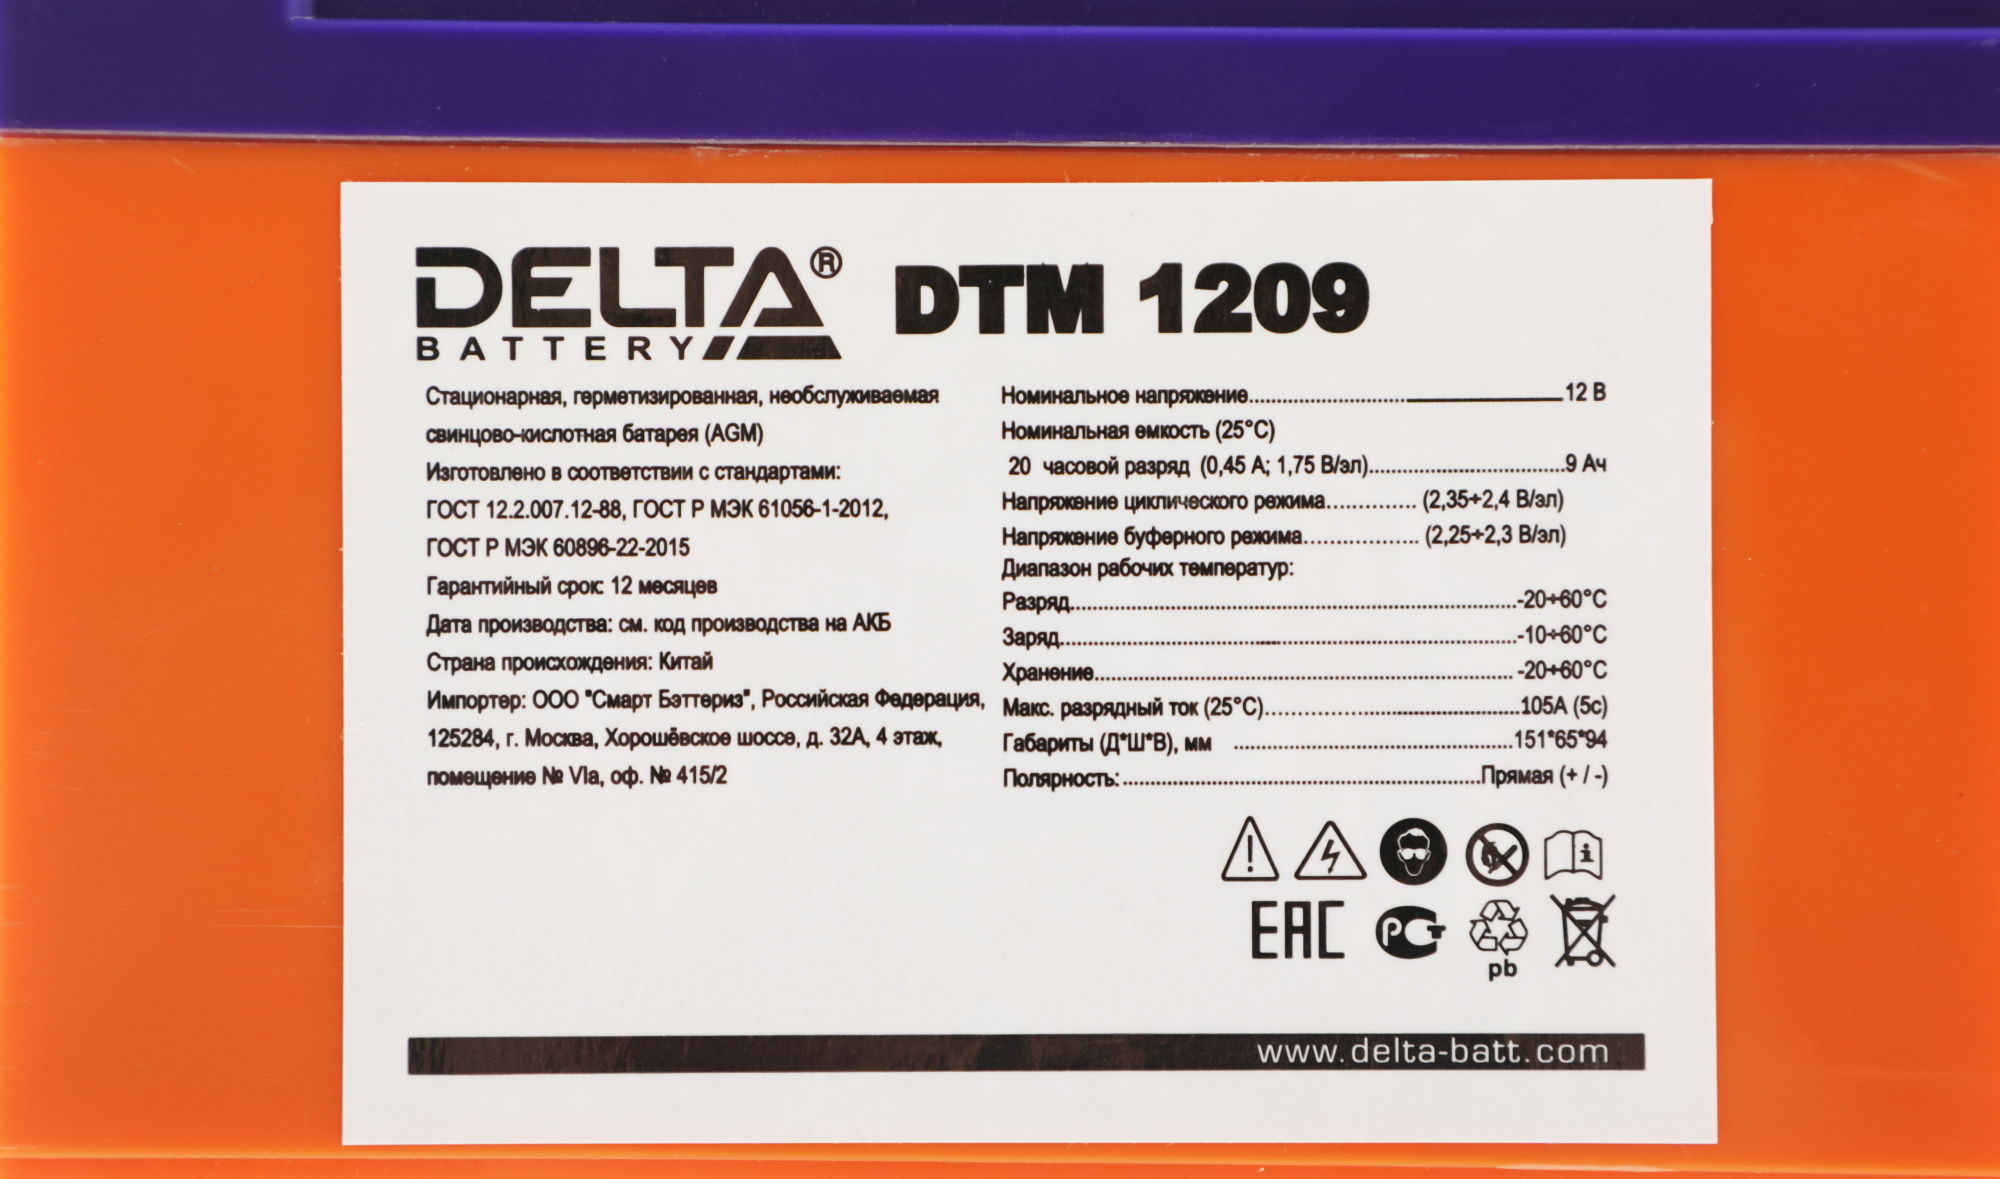 DELTA® DTM 1209
BATTERY
Стационарная, герметизированная, необслуживаемая
свинцово-кислотная батарея (AGM)
Изготовлено в соответствии с стандартами:
ГОСТ 12.2.007.12-88, ГОСТ Р МЭК 61056-1-2012,
ГОСТ Р МЭК 60896-22-2015
Гарантийный срок: 12 месяцев
Дата производства: см. код производства на АКБ
Страна происхождения: Китай
Импортер: ООО "Смарт Бэттериз", Российская Федерация,
125284, г. Москва, Хорошёвское шоссе, д. 32А, 4 этаж,
помещение № VIa, оф. № 415/2
Номинальное напряжение..........12 В
Номинальная емкость (25°C)
20 часовой разряд (0,45 А; 1,75 В/эл)..........9 Ач
Напряжение циклического режима.......... (2,35÷2,4 В/эл)
Напряжение буферного режима.......... (2,25÷2,3 В/эл)
Диапазон рабочих температур:
Разряд..........-20÷60°C
Заряд..........-10÷60°C
Хранение..........-20÷60°C
Макс. разрядный ток (25°C)..........105А (5с)
Габариты (Д*Ш*В), мм ..........151*65*94
Полярность:..........Прямая (+ / -)
EAC РСТ
pb
www.delta-batt.com